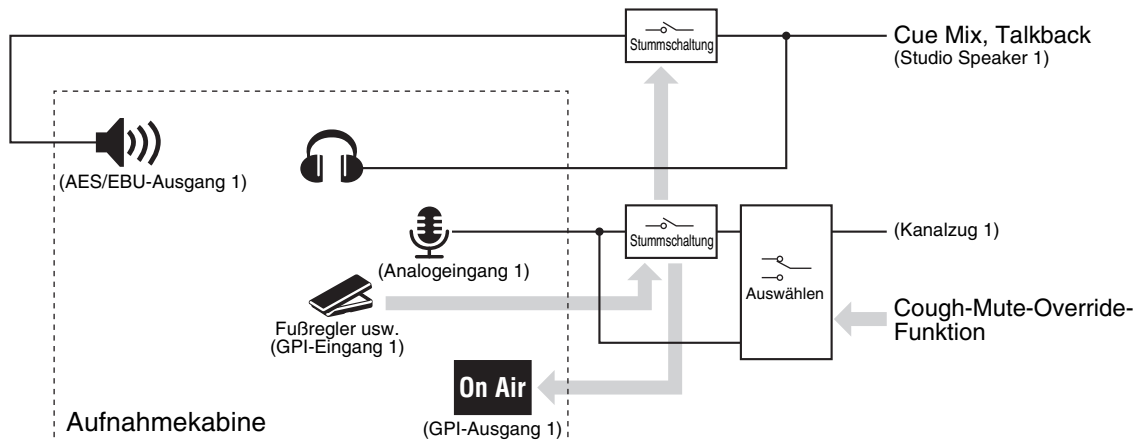 Stummschaltung
Cue Mix, Talkback
(Studio Speaker 1)
(AES/EBU-Ausgang 1)
Stummschaltung
(Kanalzug 1)
(Analogeingang 1)
Auswählen
Cough-Mute-Override-
Funktion
Fußregler usw.
(GPI-Eingang 1)
On Air
(GPI-Ausgang 1)
Aufnahmekabine